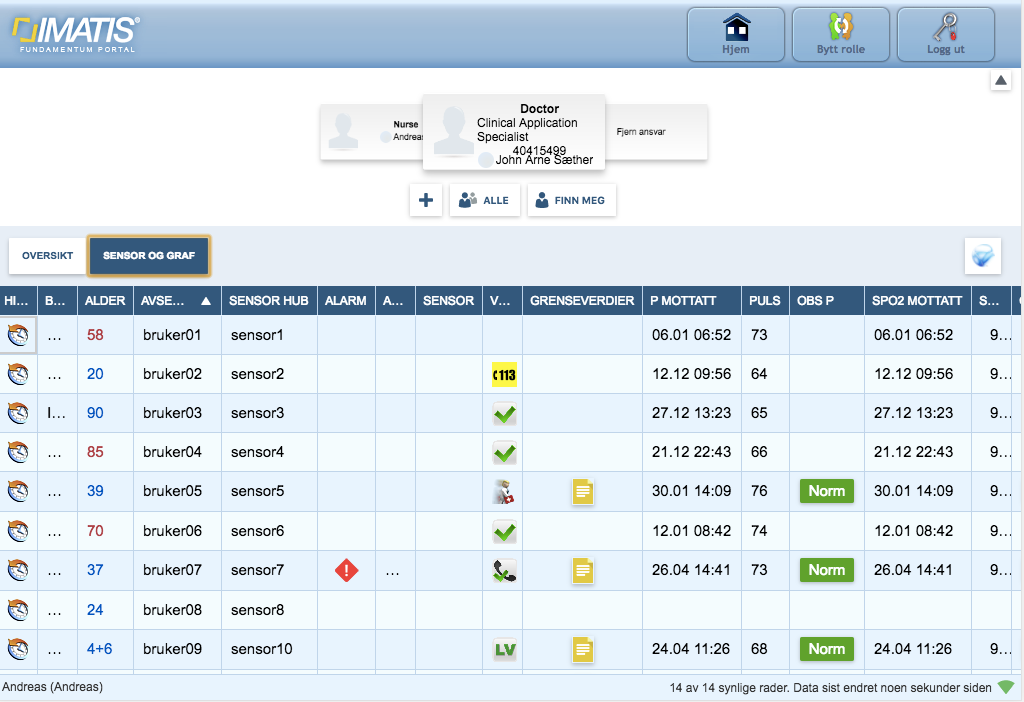 IMATIS®
FUNDAMENTUM PORTAL
Hjem
Bytt rolle
Logg ut
Nurse
Andreas
Doctor
Clinical Application
Specialist
40415499
John Arne Sæther
Fjern ansvar
ALLE
FINN MEG
OVERSIKT
SENSOR OG GRAF
HI... B... ALDER AVSE... ▲ SENSOR HUB ALARM A... SENSOR V... GRENSEVERDIER P MOTTATT PULS OBS P SPO2 MOTTATT S...
... 58 bruker01 sensor1 06.01 06:52 73 06.01 06:52 9...
... 20 bruker02 sensor2 113 12.12 09:56 64 12.12 09:56 9...
I... 90 bruker03 sensor3 27.12 13:23 65 27.12 13:23 9...
... 85 bruker04 sensor4 21.12 22:43 66 21.12 22:43 9...
... 39 bruker05 sensor5 30.01 14:09 76 Norm 30.01 14:09 9...
... 70 bruker06 sensor6 12.01 08:42 74 12.01 08:42 9...
... 37 bruker07 sensor7 ! ... 26.04 14:41 73 Norm 26.04 14:41 9...
... 24 bruker08 sensor8
... 4+6 bruker09 sensor10 LV 24.04 11:26 68 Norm 24.04 11:26 9...
Andreas (Andreas)
14 av 14 synlige rader. Data sist endret noen sekunder siden